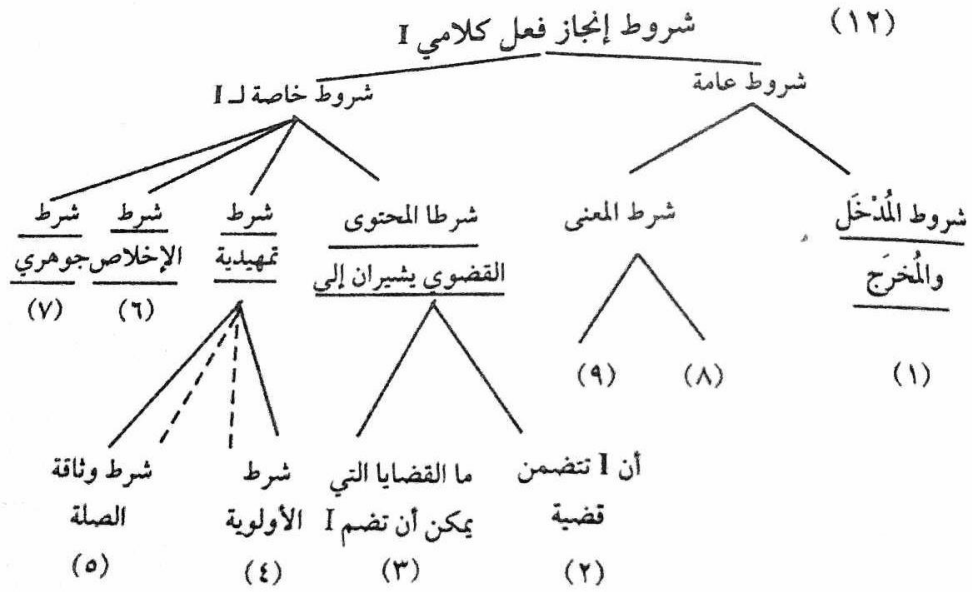 (١٢)
شروط إنجاز فعل كلامي I
شروط عامة
شروط خاصة لـ I
شروط المُدْخَل
والمُخرَج
(١)
شرط المعنى
(٨)
(٩)
شرطا المحتوى
القضوي يشيران إلى
شرط
تمهيدية
شرط
الإخلاص
(٦)
شرط
جوهري
(٧)
أن I تتضمن
قضية
(٢)
ما القضايا التي
يمكن أن تضم I
(٣)
شرط
الأولوية
(٤)
شرط وثاقة
الصلة
(٥)